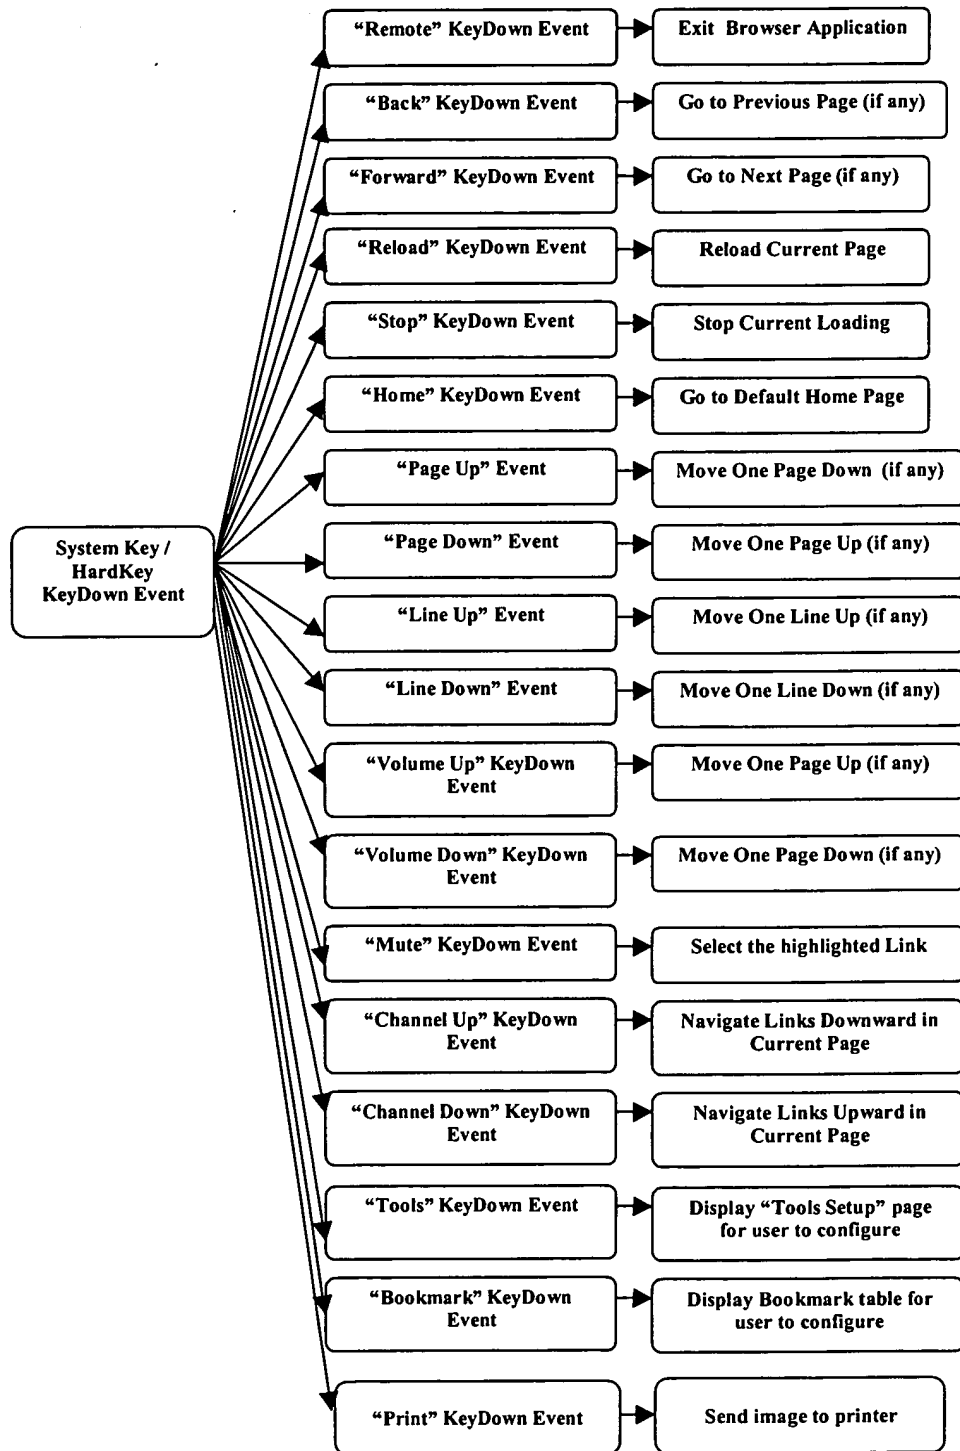 “Remote” KeyDown Event
Exit Browser Application
“Back” KeyDown Event
Go to Previous Page (if any)
“Forward” KeyDown Event
Go to Next Page (if any)
“Reload” KeyDown Event
Reload Current Page
“Stop” KeyDown Event
Stop Current Loading
“Home” KeyDown Event
Go to Default Home Page
“Page Up” Event
Move One Page Down (if any)
System Key /
HardKey
KeyDown Event
“Page Down” Event
Move One Page Up (if any)
“Line Up” Event
Move One Line Up (if any)
“Line Down” Event
Move One Line Down (if any)
“Volume Up” KeyDown
Event
Move One Page Up (if any)
“Volume Down” KeyDown
Event
Move One Page Down (if any)
“Mute” KeyDown Event
Select the highlighted Link
“Channel Up” KeyDown
Event
Navigate Links Downward in
Current Page
“Channel Down” KeyDown
Event
Navigate Links Upward in
Current Page
“Tools” KeyDown Event
Display “Tools Setup” page
for user to configure
“Bookmark” KeyDown
Event
Display Bookmark table for
user to configure
“Print” KeyDown Event
Send image to printer